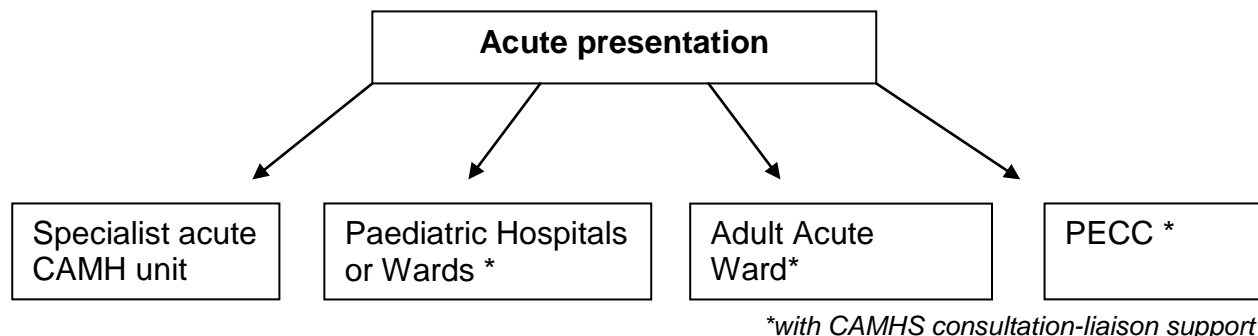 Acute presentation
Specialist acute
CAMH unit
Paediatric Hospitals
or Wards *
Adult Acute
Ward*
PECC *
*with CAMHS consultation-liaison support